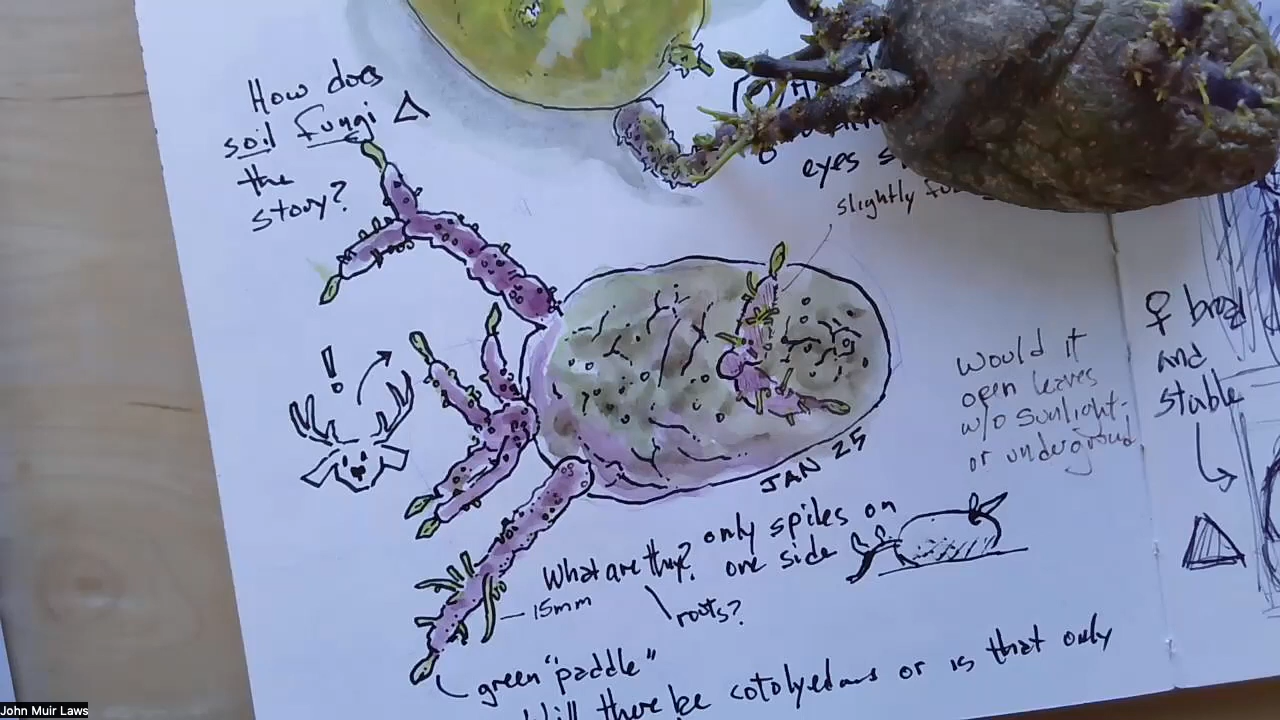 How does
soil fungi Δ
the
story?
eyes
slightly
!
JAN 25
Would it
open leaves
w/o sunlight-
or underground
♀ broad
and
stable
only spikes on
one side
What are they?
15mm
roots?
green "paddle"
Will there be cotolyedons or is that only
John Muir Laws